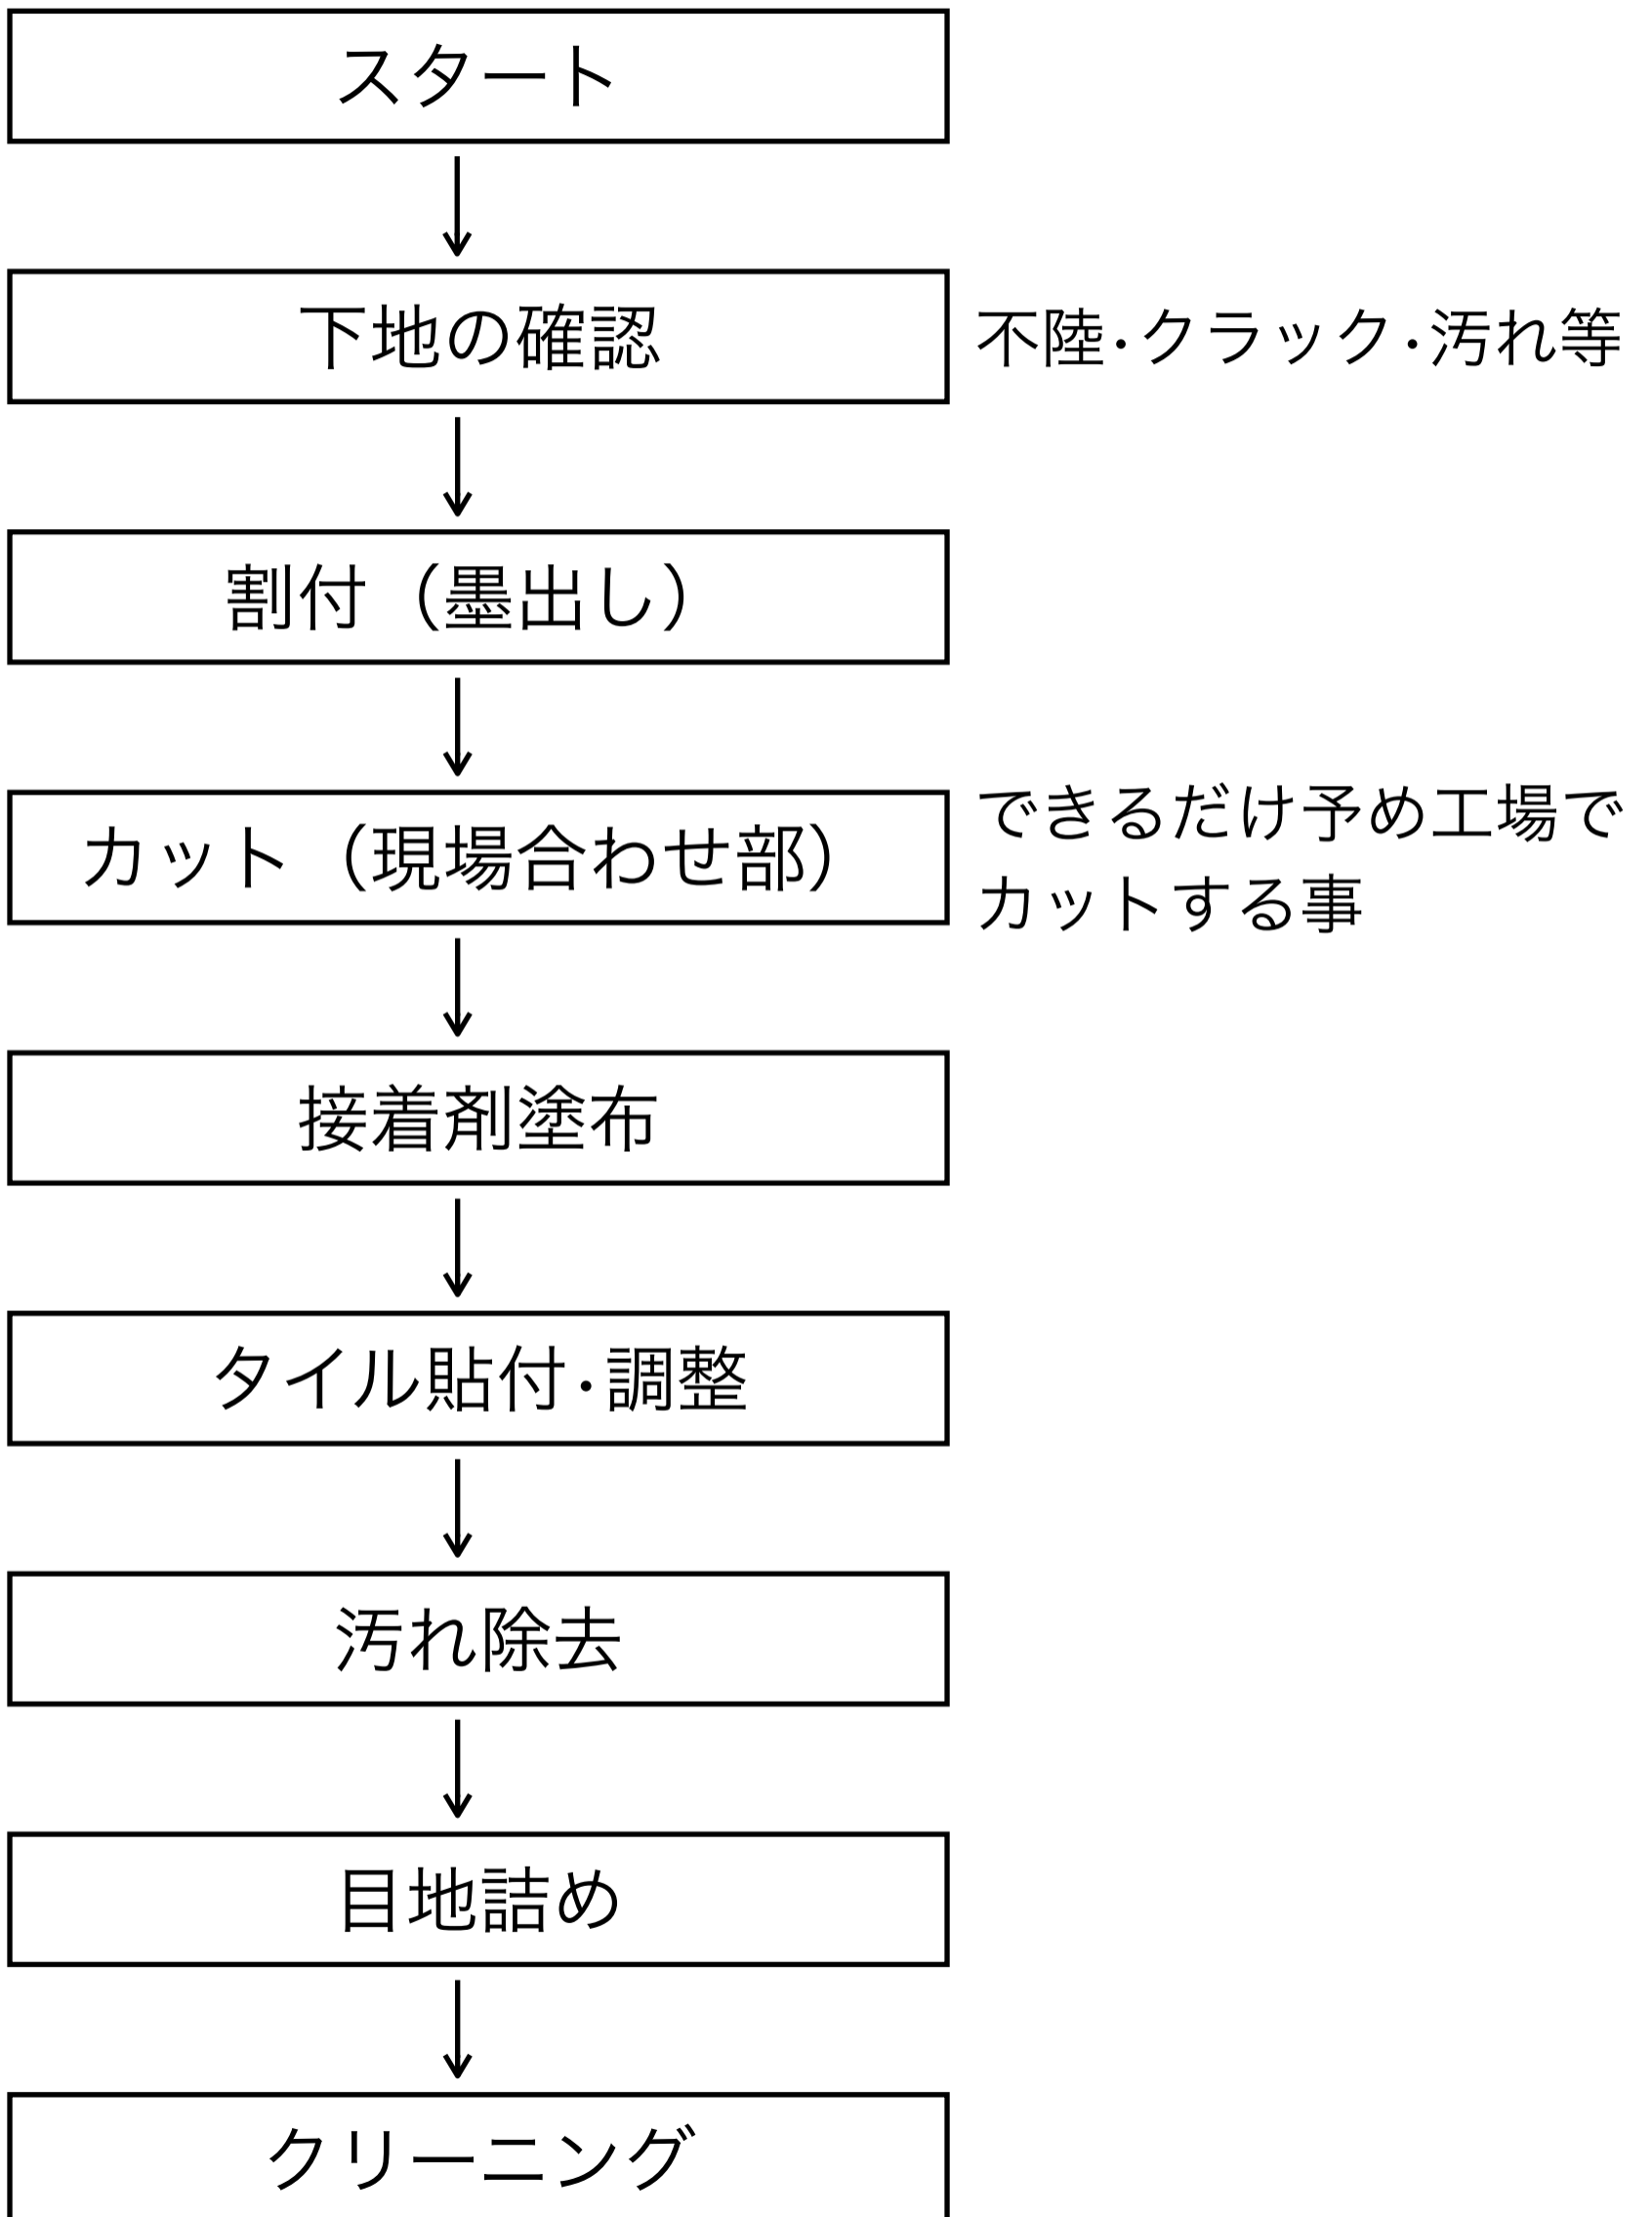 スタート
下地の確認
不陸・クラック・汚れ等
割付（墨出し）
カット（現場合わせ部）
できるだけ予め工場で
カットする事
接着剤塗布
タイル貼付・調整
汚れ除去
目地詰め
クリーニング